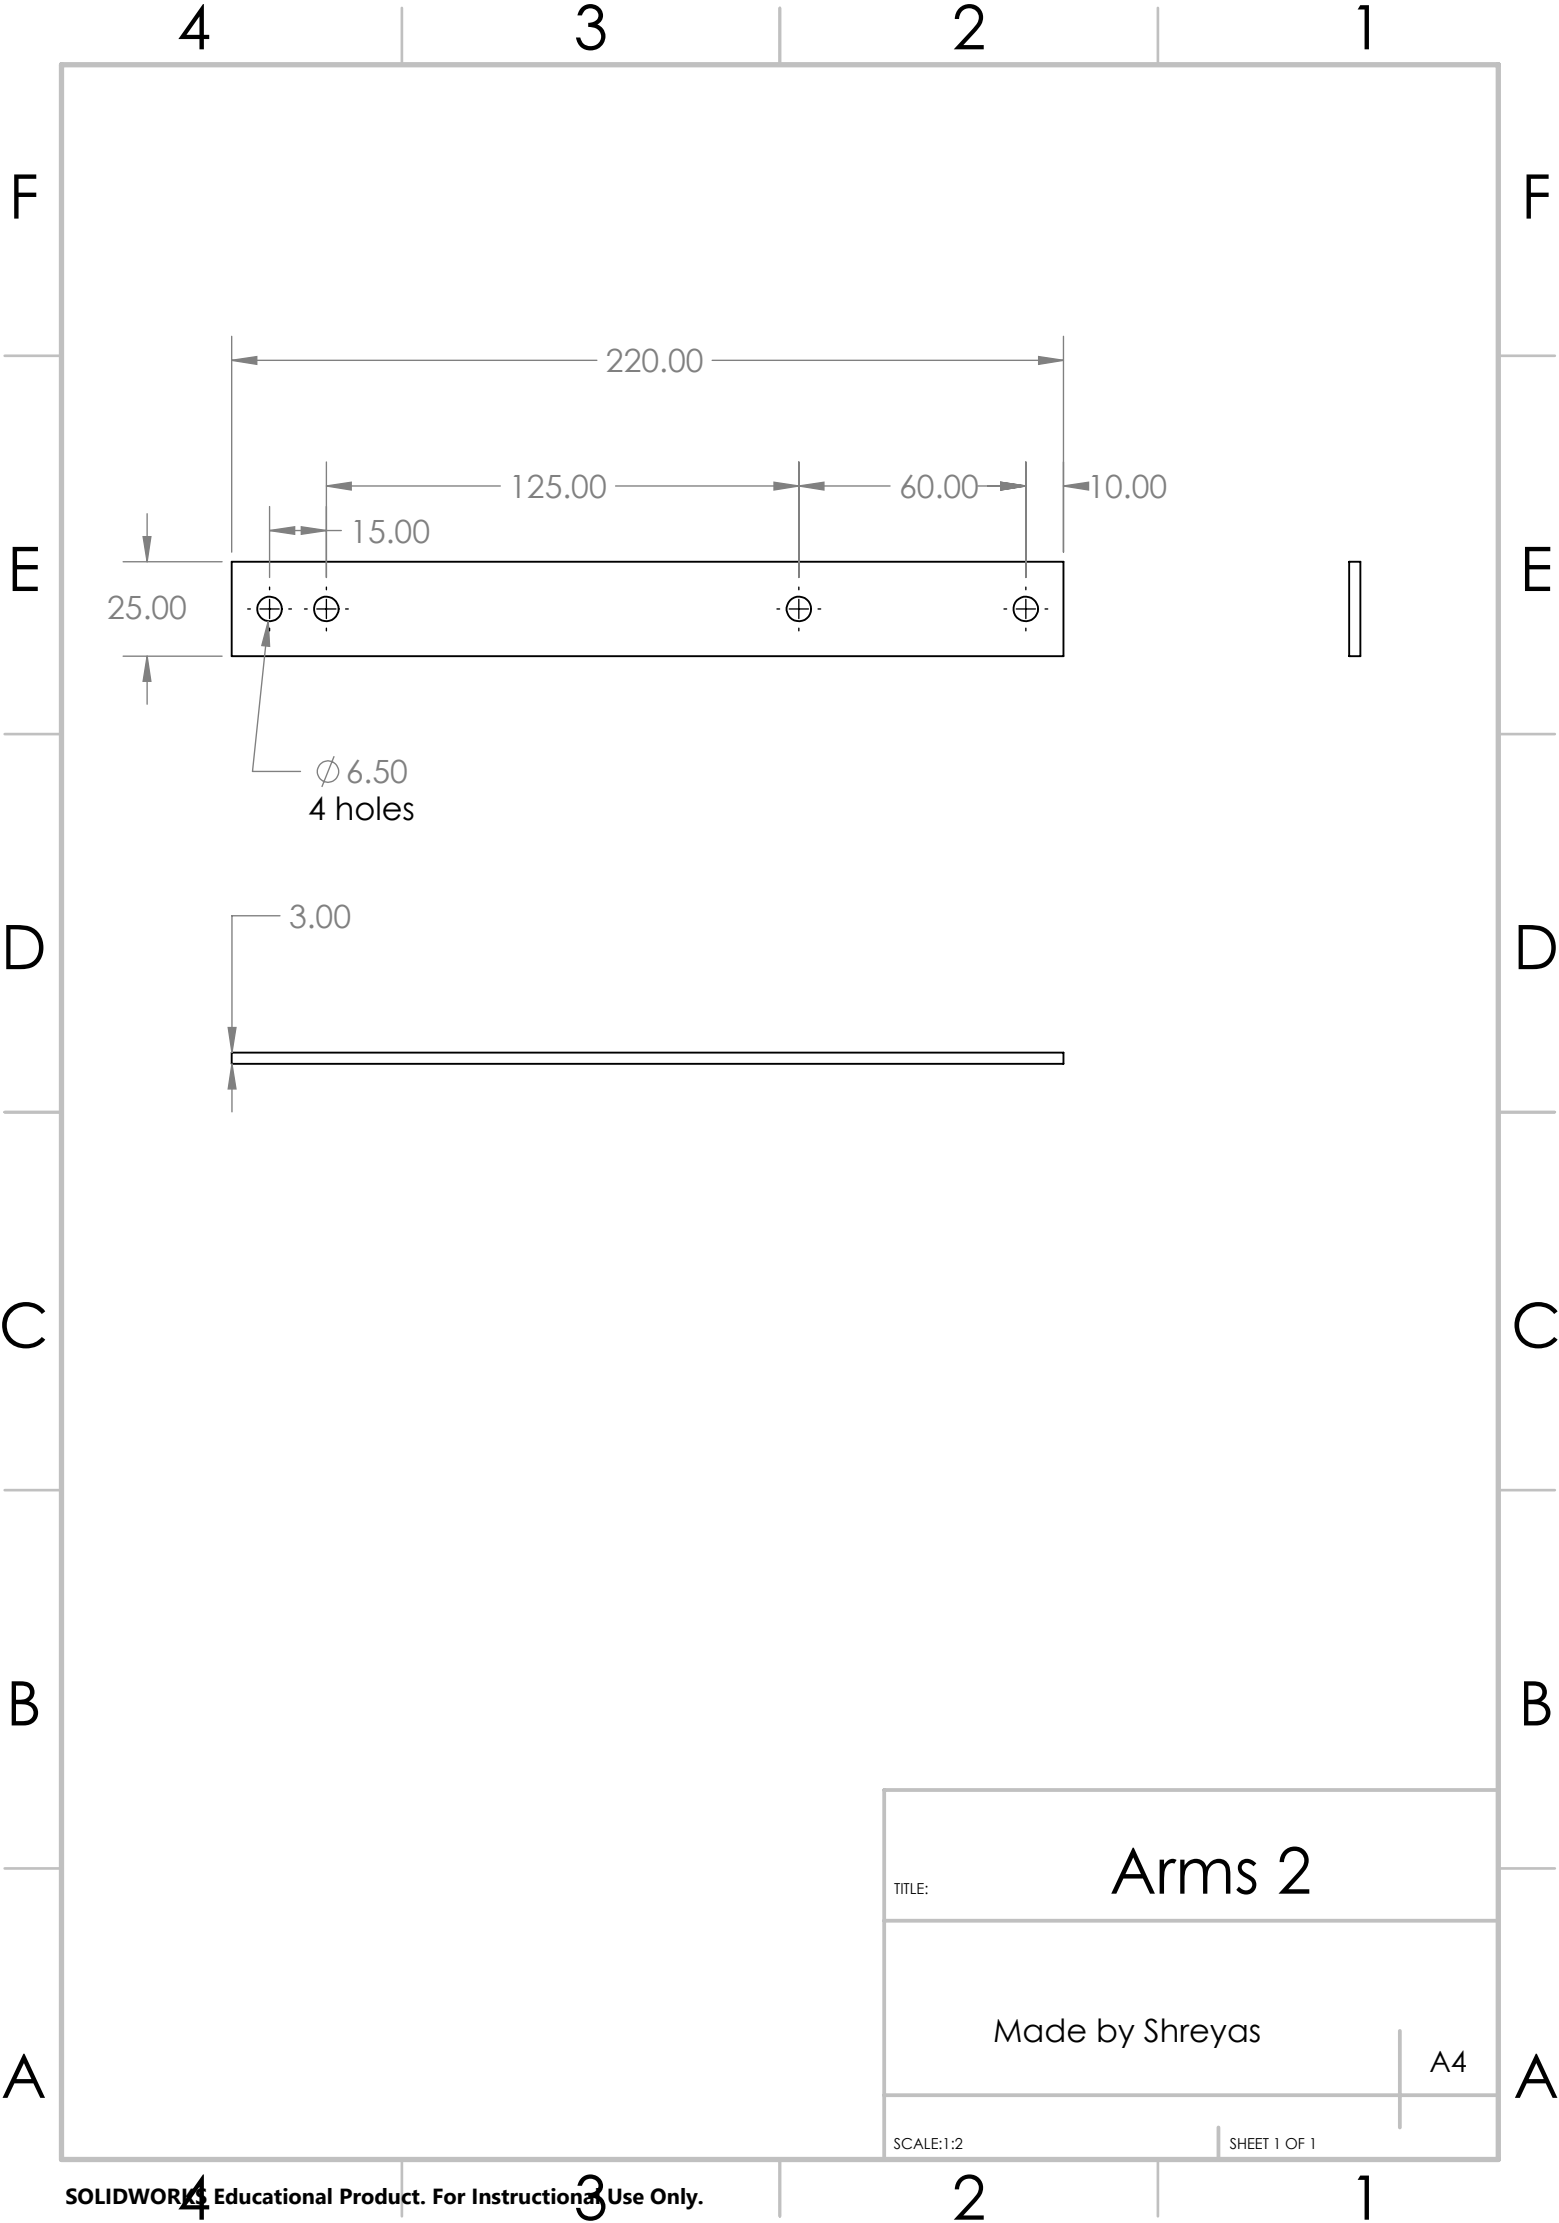 4 3 2 1
F F
220.00
125.00 60.00 10.00
15.00
E E
25.00
⌀ 6.50
4 holes
3.00
D D
C C
B B
TITLE: Arms 2
Made by Shreyas
A4
A A
SCALE:1:2 SHEET 1 OF 1
4 3 2 1
SOLIDWORKS Educational Product. For Instructional Use Only.